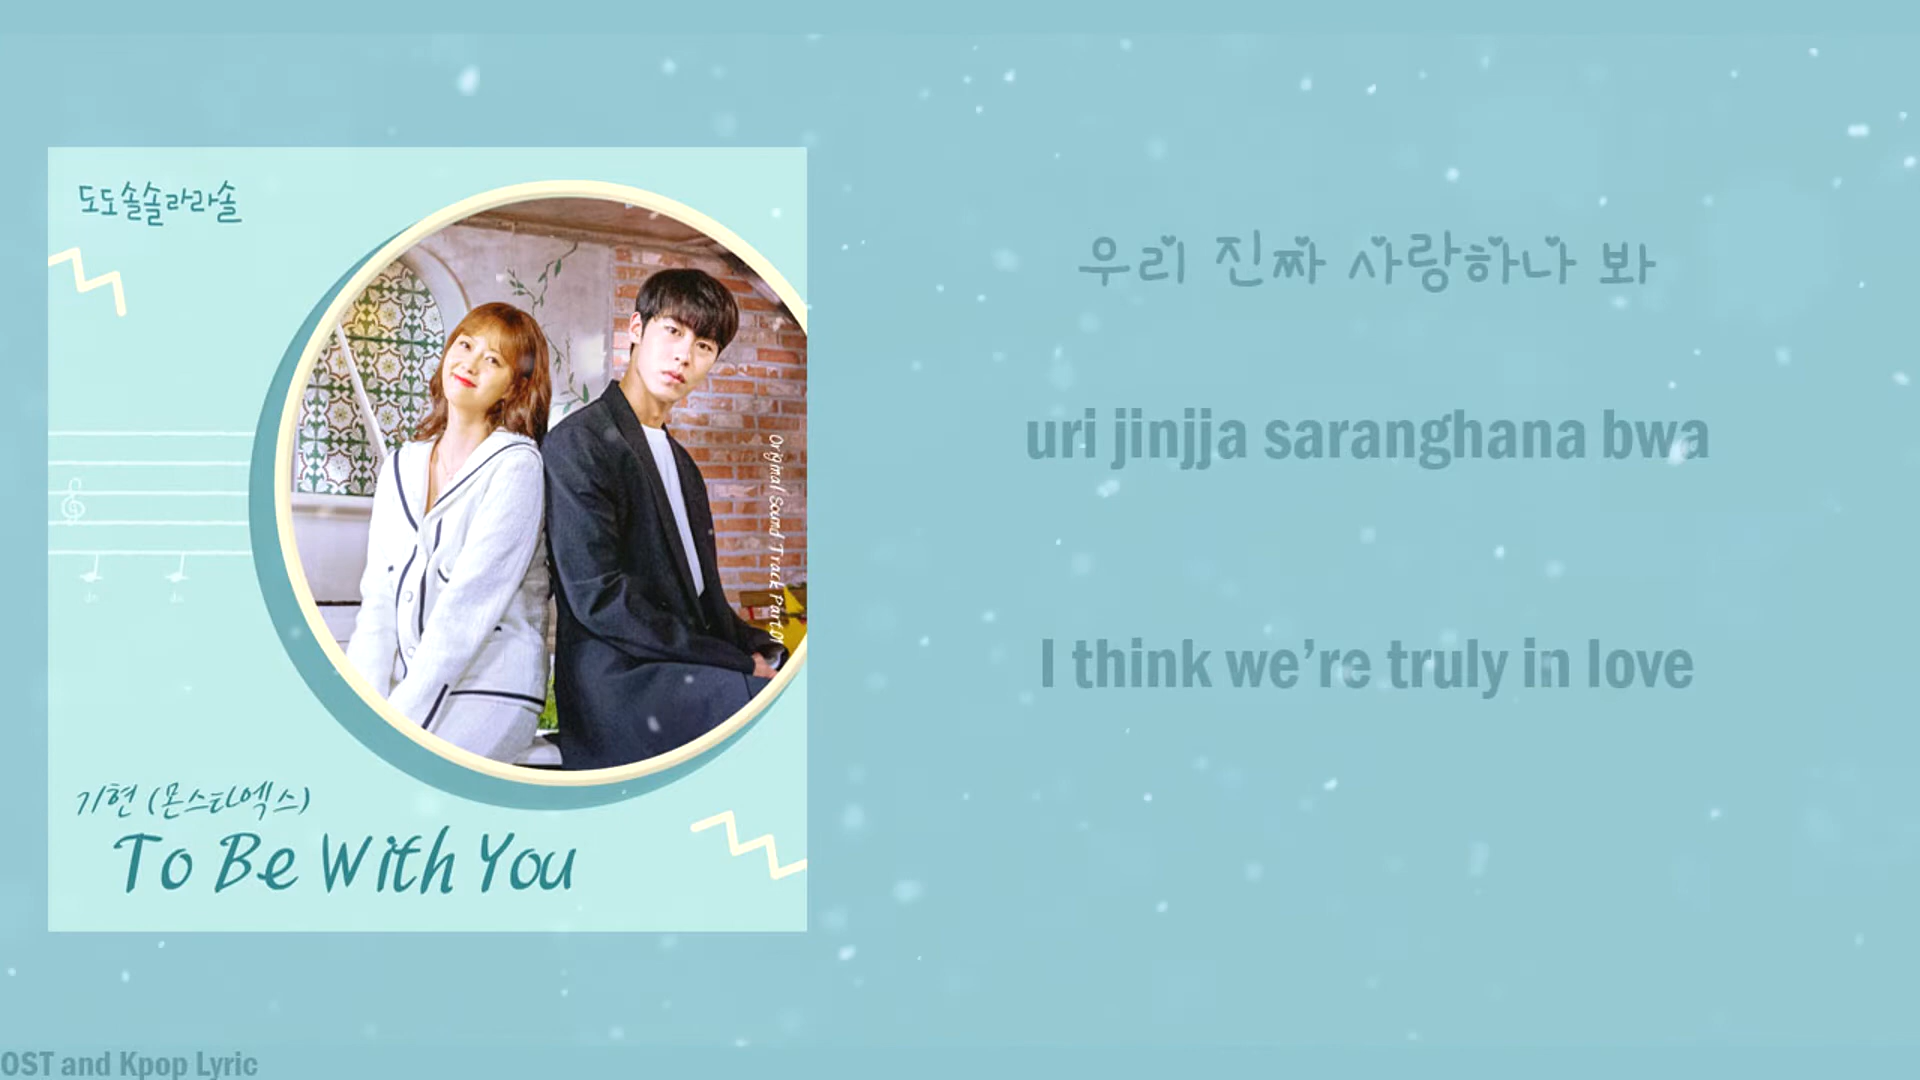 도도솔솔라라솔
Original Sound Track Part.01
기현 (몬스타엑스)
To Be With You
우리 진짜 사랑하나 봐
uri jinjja saranghana bwa
I think we're truly in love
OST and Kpop Lyric